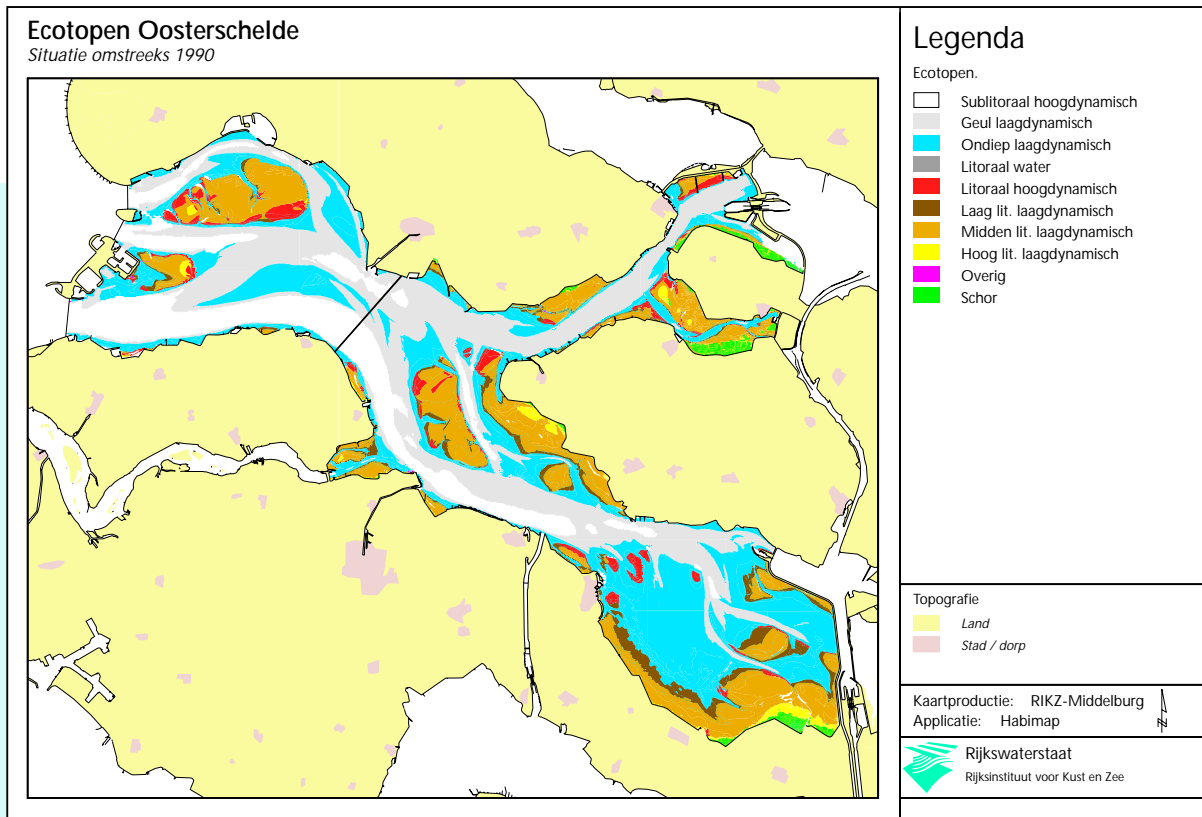 Ecotopen Oosterschelde
Situatie omstreeks 1990
Legenda
Ecotopen.
Sublitoraal hoogdynamisch
Geul laagdynamisch
Ondiep laagdynamisch
Litoraal water
Litoraal hoogdynamisch
Laag lit. laagdynamisch
Midden lit. laagdynamisch
Hoog lit. laagdynamisch
Overig
Schor
Topografie
Land
Stad / dorp
Kaartproductie: RIKZ-Middelburg
Applicatie: Habimap
N
Rijkswaterstaat
Rijksinstituut voor Kust en Zee